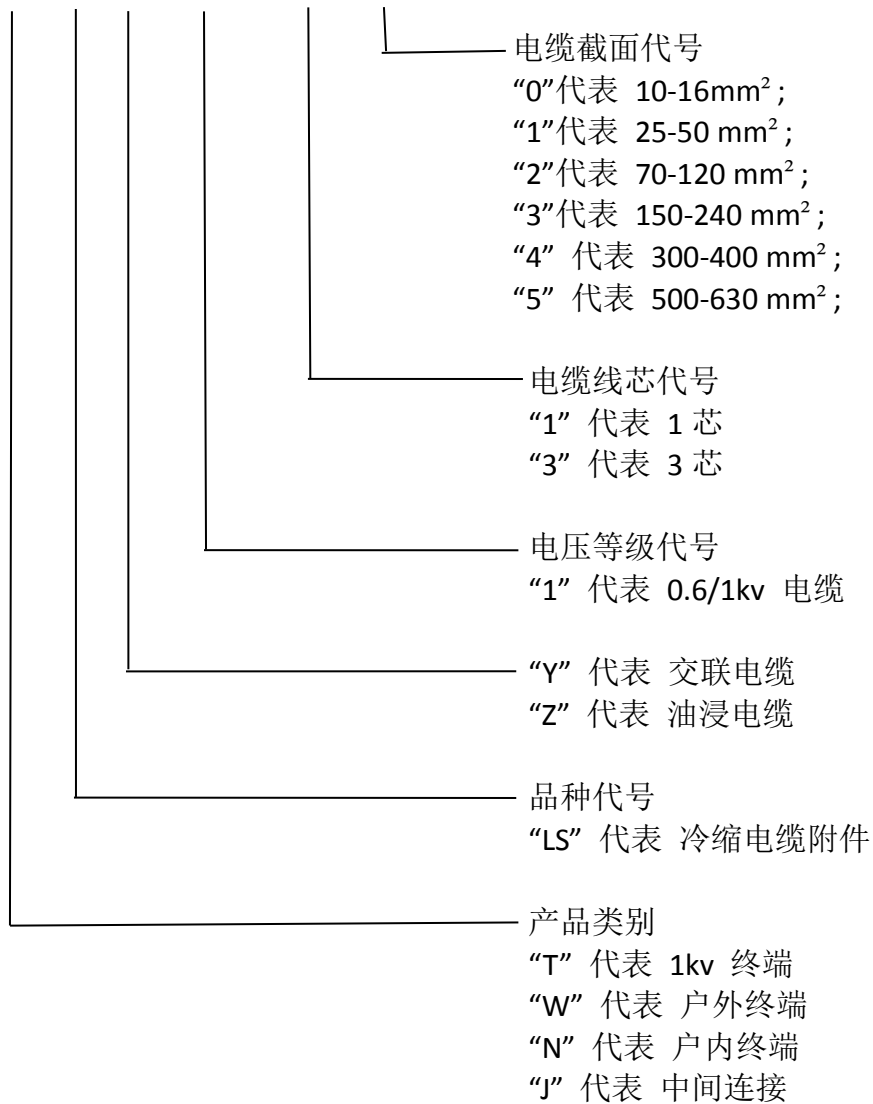 电缆截面代号
“0”代表 10-16mm²;
“1”代表 25-50 mm²;
“2”代表 70-120 mm²;
“3”代表 150-240 mm²;
“4” 代表 300-400 mm²;
“5” 代表 500-630 mm²;
电缆线芯代号
“1” 代表 1 芯
“3” 代表 3 芯
电压等级代号
“1” 代表 0.6/1kv 电缆
“Y” 代表 交联电缆
“Z” 代表 油浸电缆
品种代号
“LS” 代表 冷缩电缆附件
产品类别
“T” 代表 1kv 终端
“W” 代表 户外终端
“N” 代表 户内终端
“J” 代表 中间连接